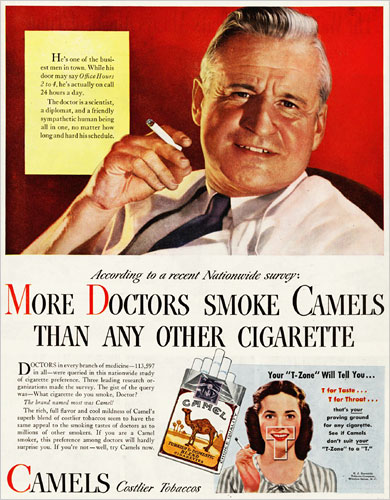 He's one of the busi-
est men in town. While his
door may say Office Hours
2 to 4, he's actually on call
24 hours a day.
The doctor is a scientist,
a diplomat, and a friendly
sympathetic human being
all in one, no matter how
long and hard his schedule.
According to a recent Nationwide survey:
MORE DOCTORS SMOKE CAMELS
THAN ANY OTHER CIGARETTE
DOCTORS in every branch of medicine—113,597
in all—were queried in this nationwide study
of cigarette preference. Three leading research or-
ganizations made the survey. The gist of the query
was—What cigarette do you smoke, Doctor?
The brand named most was Camel!
The rich, full flavor and cool mildness of Camel's
superb blend of costlier tobaccos seem to have the
same appeal to the smoking tastes of doctors as to
millions of other smokers. If you are a Camel
smoker, this preference among doctors will hardly
surprise you. If you're not—well, try Camels now.
CAMELS Costlier Tobaccos
CAMEL
Your "T-Zone" Will Tell You...
T for Taste...
T for Throat...
that's your
proving ground
for any cigarette.
See if Camels
don't suit your
"T-Zone" to a "T."